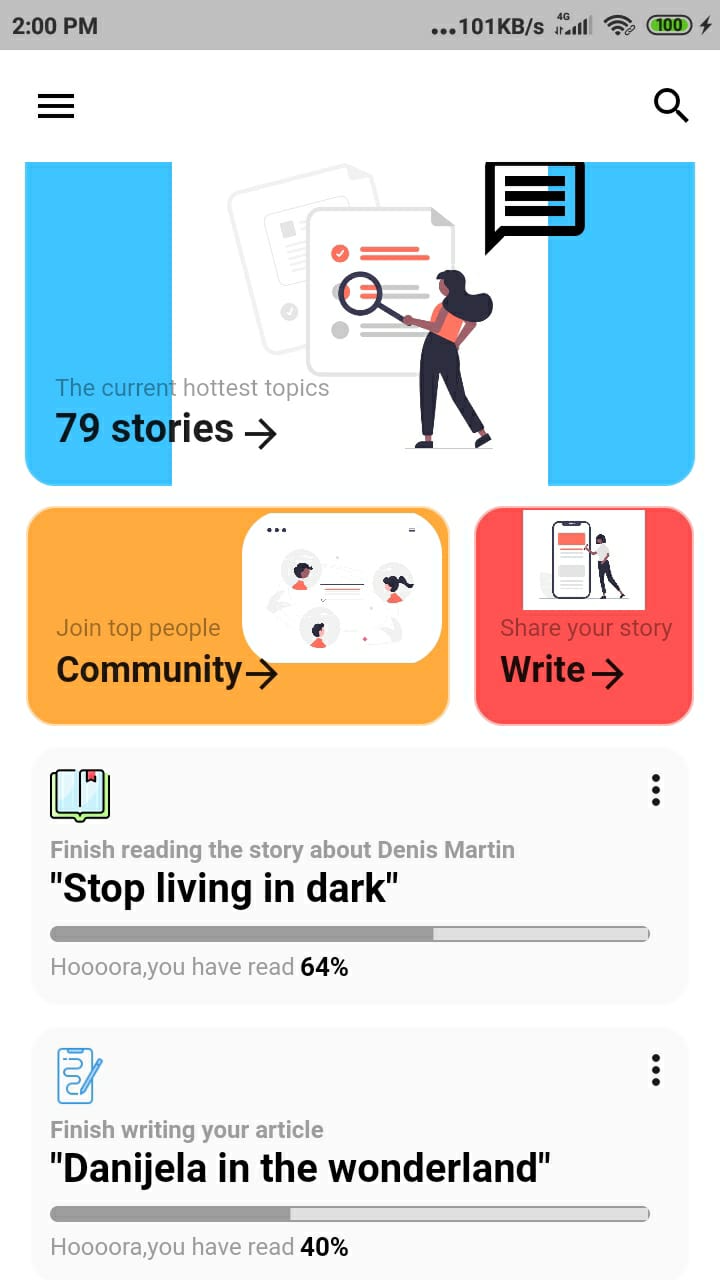 2:00 PM ...101KB/s 4G 100
The current hottest topics
79 stories
Join top people
Community
Share your story
Write
Finish reading the story about Denis Martin
"Stop living in dark"
Hoooora,you have read 64%
Finish writing your article
"Danijela in the wonderland"
Hoooora,you have read 40%